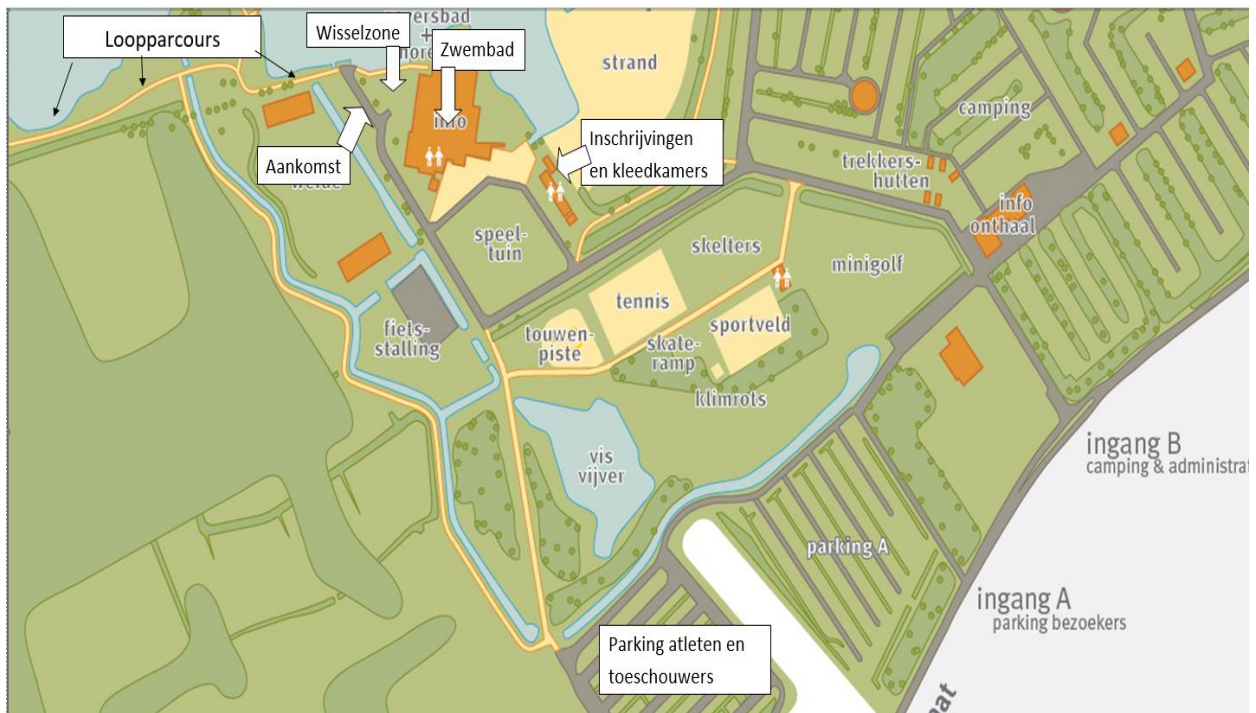 Loopparcours
Wisselzone
Zwembad
strand
info
Inschrijvingen
en kleedkamers
Aankomst
camping
trekkers-
hutten
info
onthaal
speel-
tuin
skelters
minigolf
tennis
sportveld
fiets-
stalling
touwen-
piste
skate-
ramp
klimrots
vis
vijver
ingang B
camping & administrat
parking A
ingang A
parking bezoekers
Parking atleten en
toeschouwers